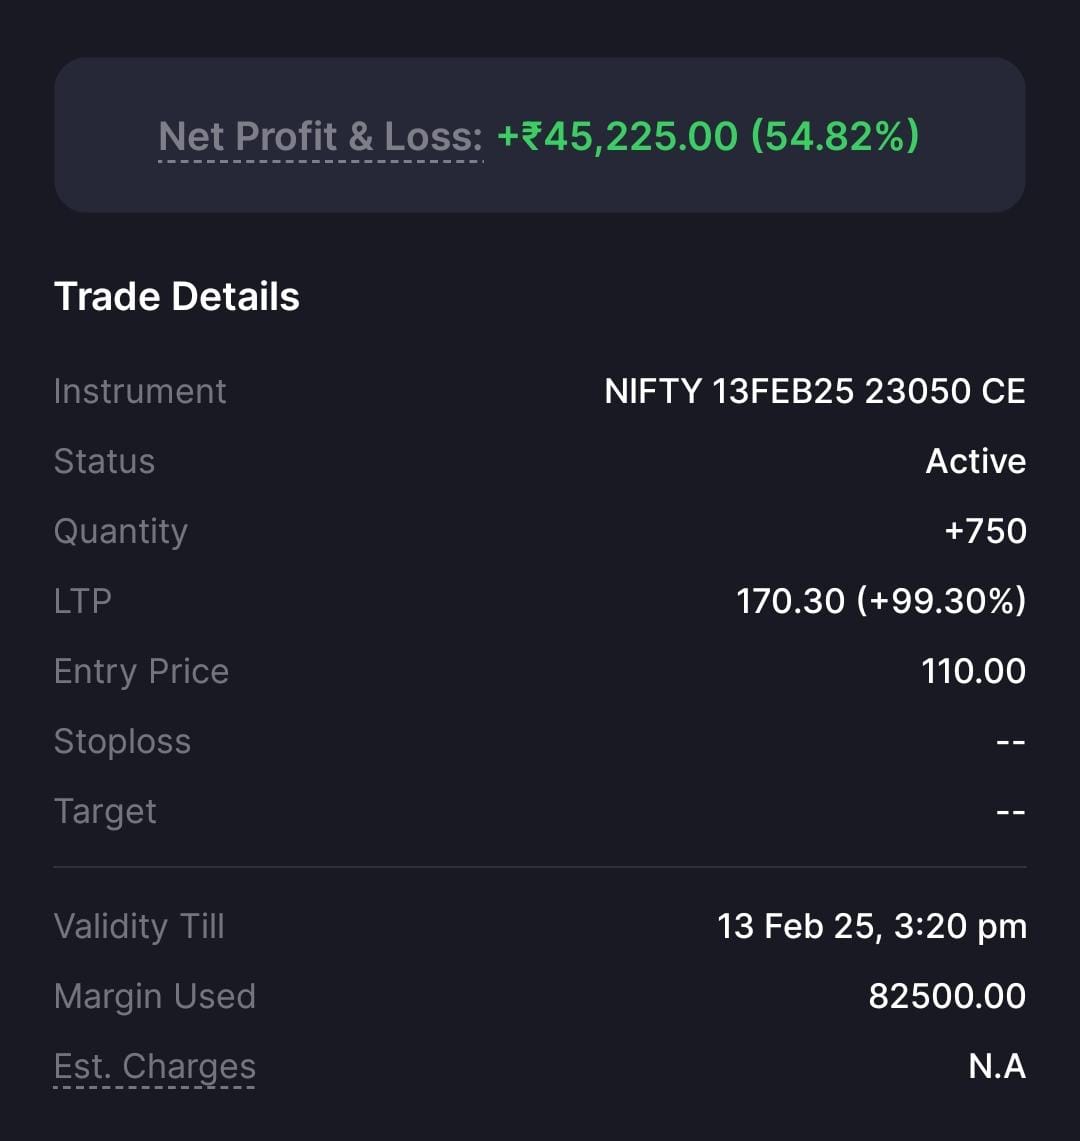 Net Profit & Loss: +₹45,225.00 (54.82%)
Trade Details
Instrument NIFTY 13FEB25 23050 CE
Status Active
Quantity +750
LTP 170.30 (+99.30%)
Entry Price 110.00
Stoploss --
Target --
Validity Till 13 Feb 25, 3:20 pm
Margin Used 82500.00
Est. Charges N.A